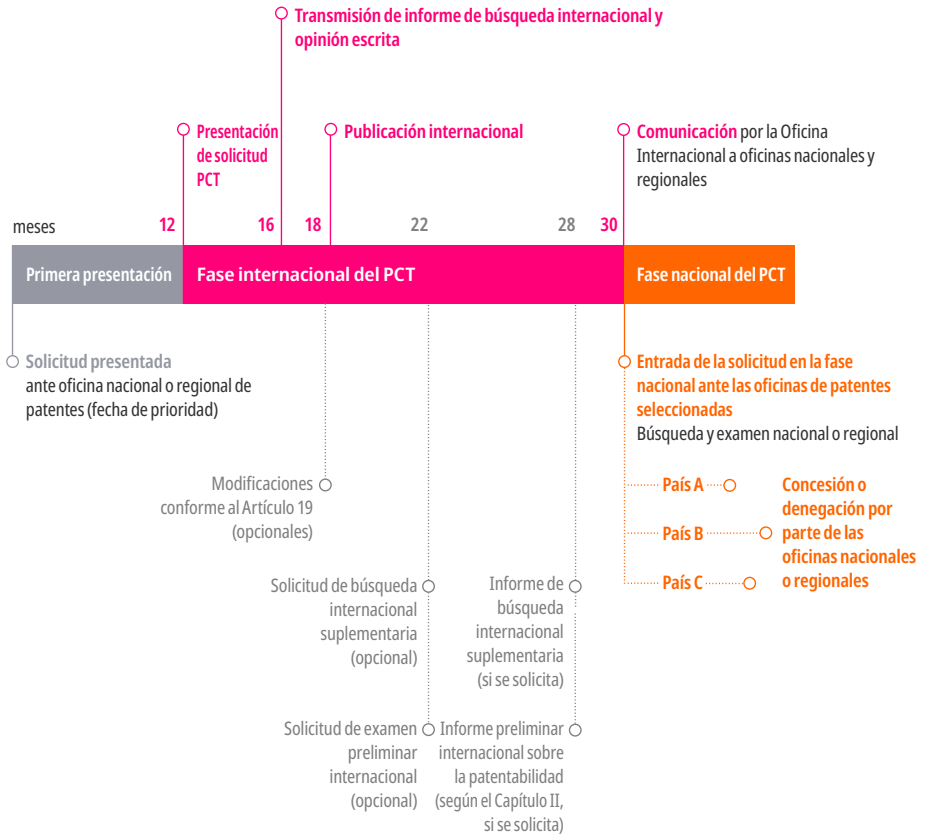 Transmisión de informe de búsqueda internacional y
opinión escrita
Presentación
de solicitud
PCT
Publicación internacional
Comunicación por la Oficina
Internacional a oficinas nacionales y
regionales
meses
12
16
18
22
28
30
Primera presentación
Fase internacional del PCT
Fase nacional del PCT
Solicitud presentada
ante oficina nacional o regional de
patentes (fecha de prioridad)
Entrada de la solicitud en la fase
nacional ante las oficinas de patentes
seleccionadas
Búsqueda y examen nacional o regional
Modificaciones
conforme al Artículo 19
(opcionales)
País A
País B
País C
Concesión o
denegación por
parte de las
oficinas nacionales
o regionales
Solicitud de búsqueda
internacional
suplementaria
(opcional)
Informe de
búsqueda
internacional
suplementaria
(si se solicita)
Solicitud de examen
preliminar
internacional
(opcional)
Informe preliminar
internacional sobre
la patentabilidad
(según el Capítulo II,
si se solicita)